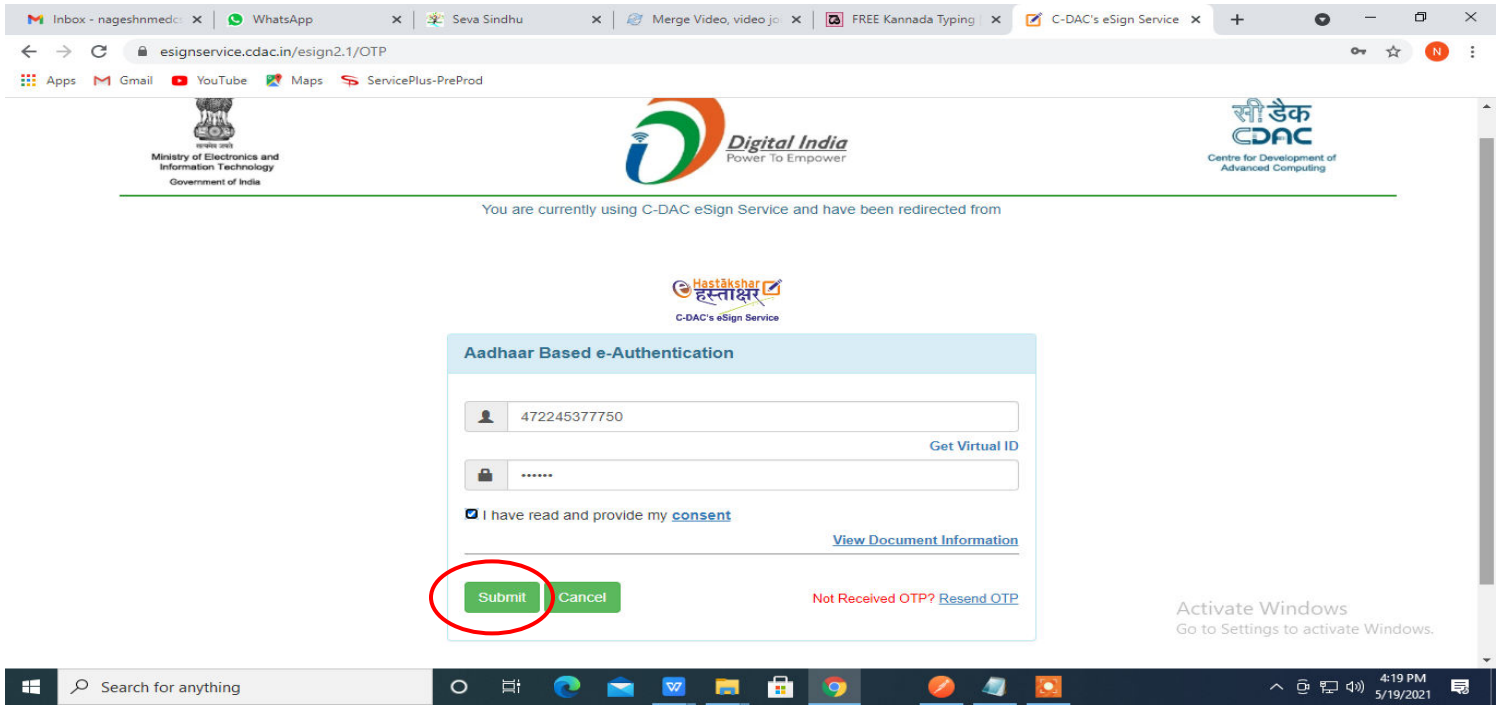 Inbox - nageshnmedc
WhatsApp
Seva Sindhu
Merge Video, video jo
FREE Kannada Typing
C-DAC's eSign Service
esignservice.cdac.in/esign2.1/OTP
N
Apps
Gmail
YouTube
Maps
ServicePlus-PreProd
सत्यमेव जयते
Ministry of Electronics and
Information Technology
Government of India
Digital India
Power To Empower
सी डैक
CDAC
Centre for Development of
Advanced Computing
You are currently using C-DAC eSign Service and have been redirected from
e Hastākshar
हस्ताक्षर
C-DAC's eSign Service
Aadhaar Based e-Authentication
472245377750
Get Virtual ID
••••••
I have read and provide my consent
View Document Information
Submit
Cancel
Not Received OTP? Resend OTP
Activate Windows
Go to Settings to activate Windows.
Search for anything
4:19 PM
5/19/2021